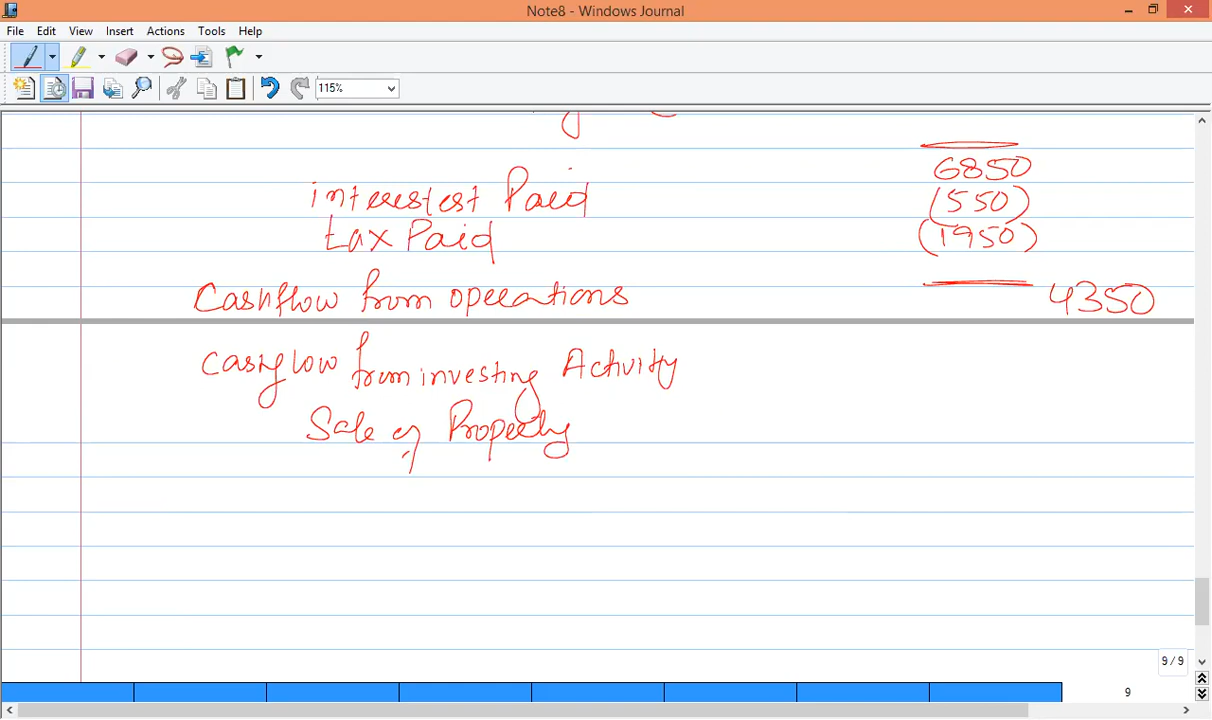 Note8 - Windows Journal
File Edit View Insert Actions Tools Help
115%
6850
interestest Paid (550)
tax Paid (1950)
Cashflow from operations 4350
Cashflow from investing Activity
Sale of Property
9 / 9
9